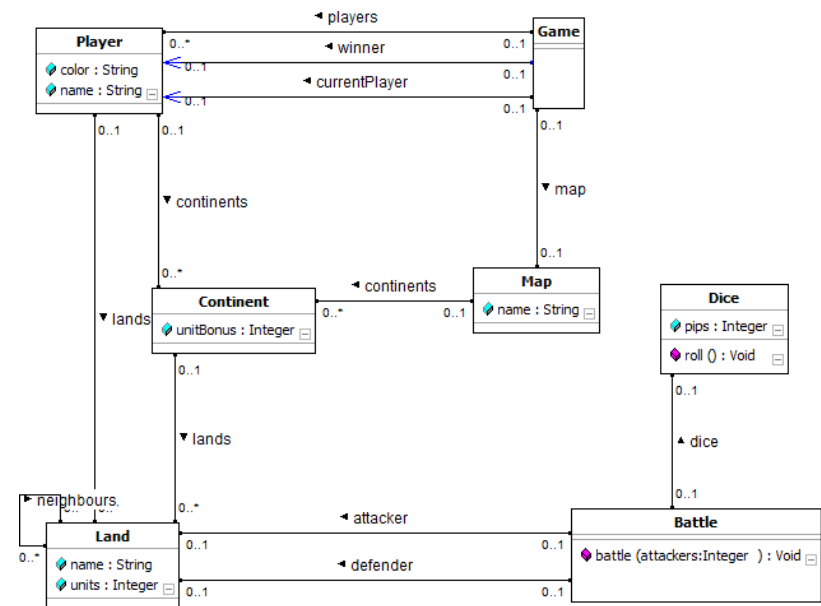 ◄ players
Player
Game
0..*
0..1
◄ winner
color : String
0..1
0..1
name : String
◄ currentPlayer
0..1
0..1
0..1
0..1
0..1
▼ map
▼ continents
0..*
0..1
◄ continents
Map
Continent
0..*
0..1
name : String
Dice
▼ lands
unitBonus : Integer
pips : Integer
roll () : Void
0..1
0..1
▼ lands
▲ dice
► neighbours
0..*
0..1
◄ attacker
Land
Battle
0..*
0..1
0..1
name : String
◄ defender
battle (attackers:Integer ) : Void
units : Integer
0..1
0..1